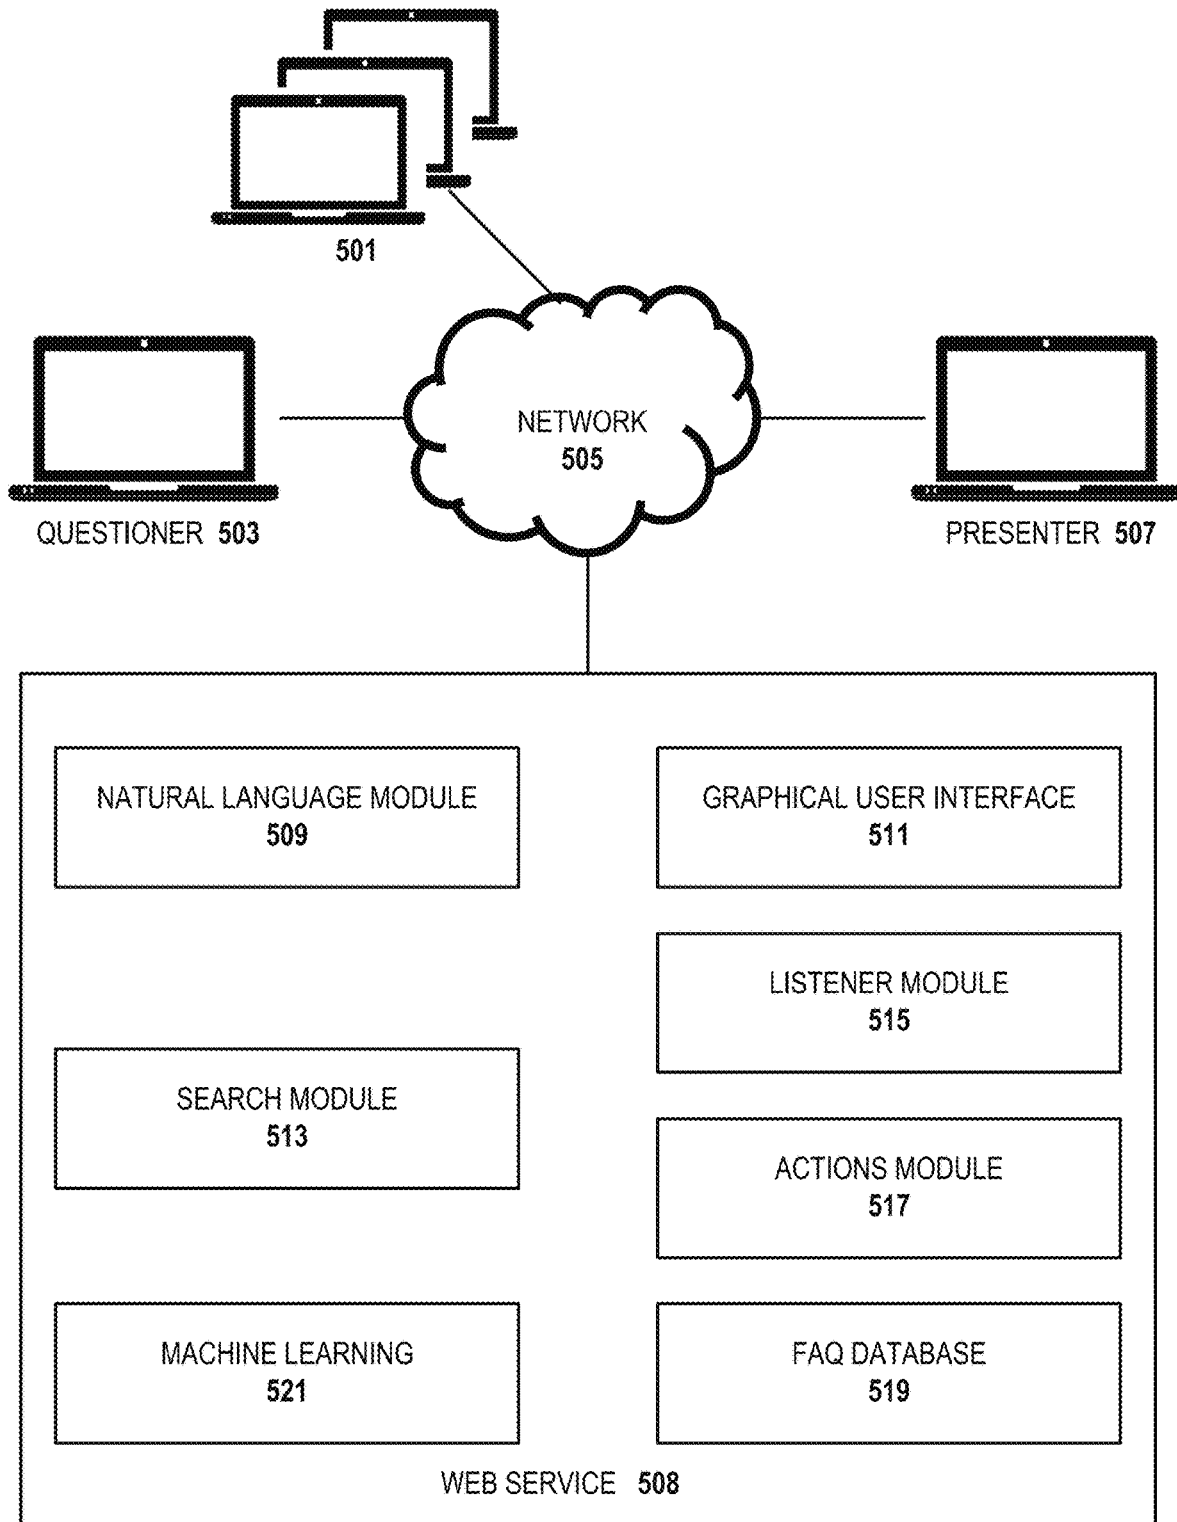 501
NETWORK
505
QUESTIONER 503
PRESENTER 507
NATURAL LANGUAGE MODULE
509
GRAPHICAL USER INTERFACE
511
LISTENER MODULE
515
SEARCH MODULE
513
ACTIONS MODULE
517
MACHINE LEARNING
521
FAQ DATABASE
519
WEB SERVICE 508